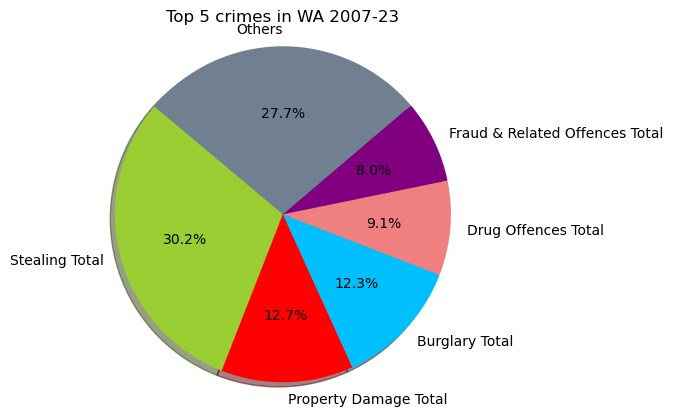 Top 5 crimes in WA 2007-23
Others
27.7%
Fraud & Related Offences Total
8.0%
Drug Offences Total
9.1%
Burglary Total
12.3%
Property Damage Total
12.7%
Stealing Total
30.2%